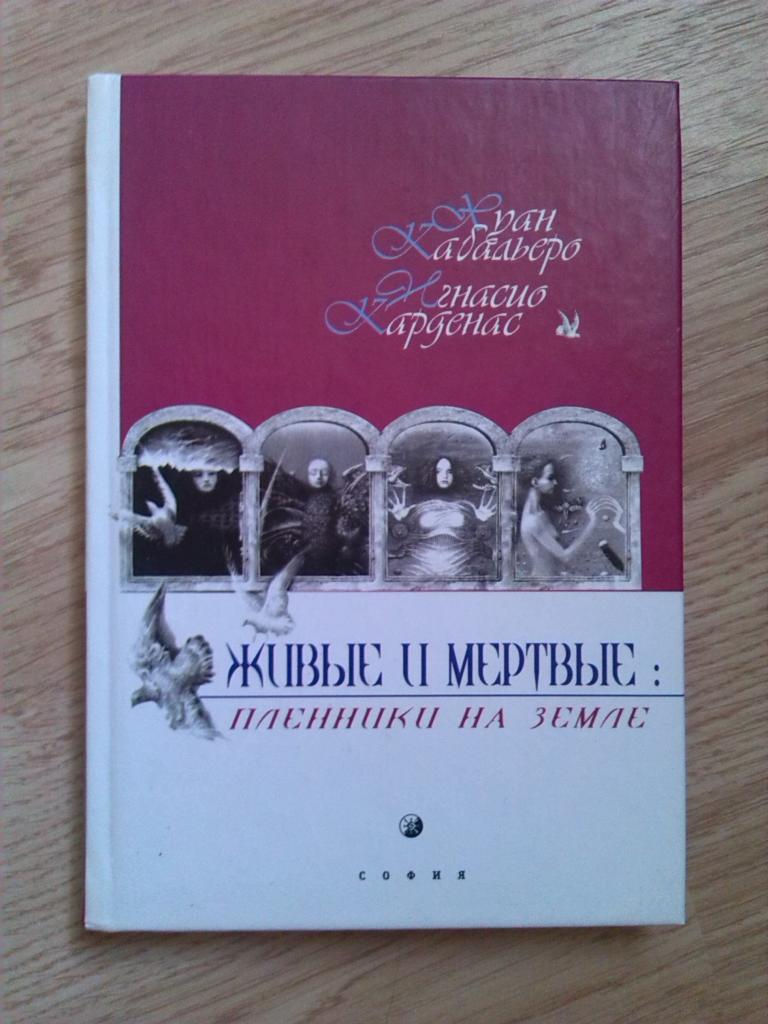 Хуан
Кабальеро
Игнасио
Карденас
ЖИВЫЕ И МЕРТВЫЕ:
ПЛЕННИКИ НА ЗЕМЛЕ
СОФИЯ